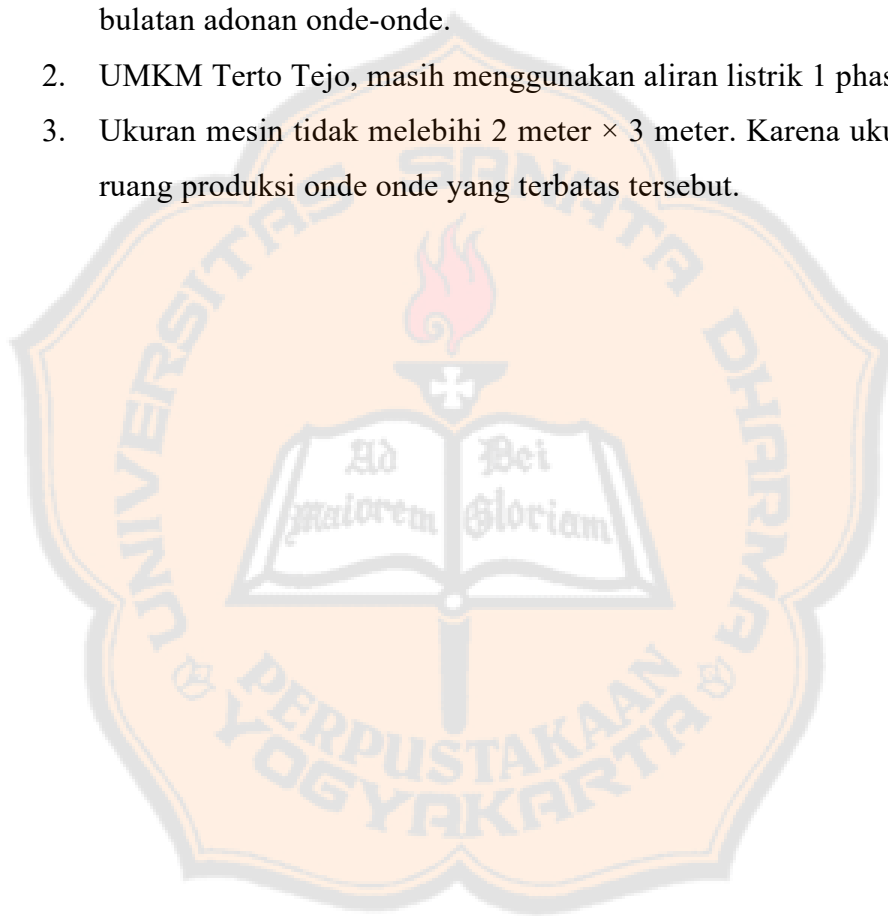 bulatan adonan onde-onde.
2. UMKM Terto Tejo, masih menggunakan aliran listrik 1 phas
3. Ukuran mesin tidak melebihi 2 meter × 3 meter. Karena uku
ruang produksi onde onde yang terbatas tersebut.
UNIVERSITAS SANATA DHARMA
Ad Dei
Maiorem Gloriam
PERPUSTAKAAN
YOGYAKARTA